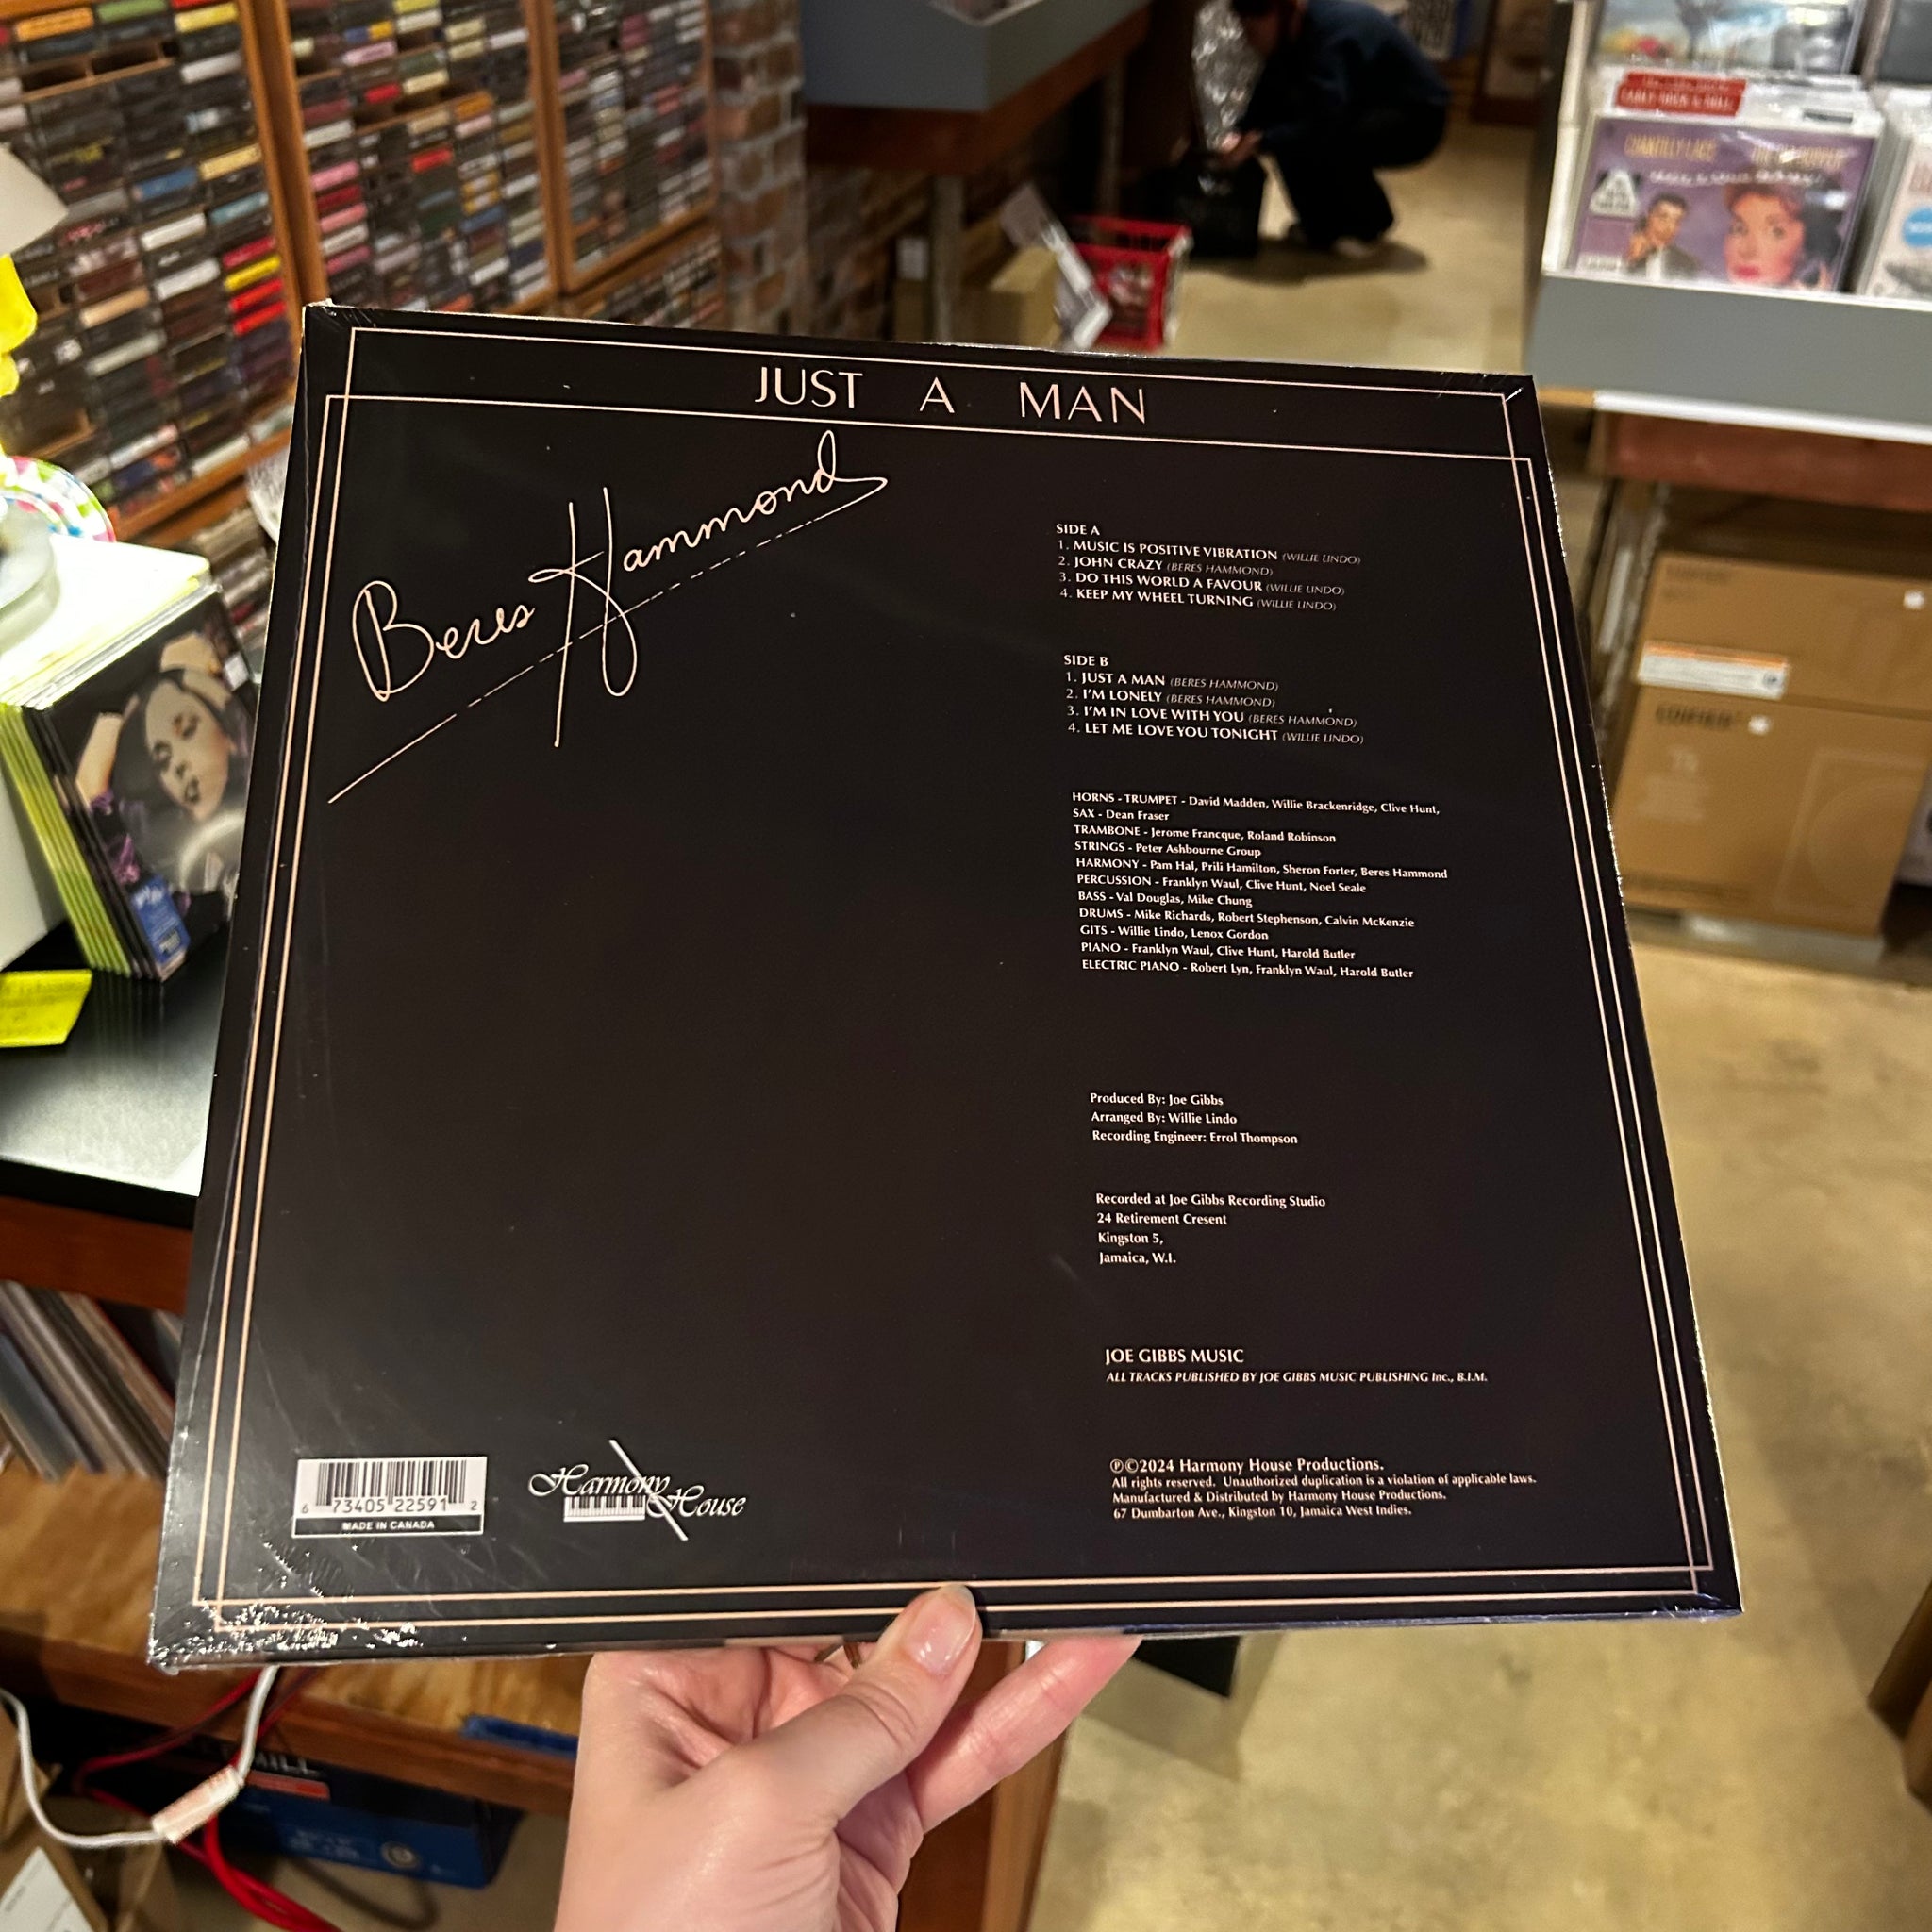 CHANTILLY LACE
JUST A MAN
Beres Hammond
SIDE A
1. MUSIC IS POSITIVE VIBRATION (WILLIE LINDO)
2. JOHN CRAZY (BERES HAMMOND)
3. DO THIS WORLD A FAVOUR (WILLIE LINDO)
4. KEEP MY WHEEL TURNING (WILLIE LINDO)
SIDE B
1. JUST A MAN (BERES HAMMOND)
2. I'M LONELY (BERES HAMMOND)
3. I'M IN LOVE WITH YOU (BERES HAMMOND)
4. LET ME LOVE YOU TONIGHT (WILLIE LINDO)
HORNS - TRUMPET - David Madden, Willie Brackenridge, Clive Hunt,
SAX - Dean Fraser
TRAMBONE - Jerome Francque, Roland Robinson
STRINGS - Peter Ashbourne Group
HARMONY - Pam Hal, Prili Hamilton, Sheron Forter, Beres Hammond
PERCUSSION - Franklyn Waul, Clive Hunt, Noel Seale
BASS - Val Douglas, Mike Chung
DRUMS - Mike Richards, Robert Stephenson, Calvin McKenzie
GITS - Willie Lindo, Lenox Gordon
PIANO - Franklyn Waul, Clive Hunt, Harold Butler
ELECTRIC PIANO - Robert Lyn, Franklyn Waul, Harold Butler
Produced By: Joe Gibbs
Arranged By: Willie Lindo
Recording Engineer: Errol Thompson
Recorded at Joe Gibbs Recording Studio
24 Retirement Cresent
Kingston 5,
Jamaica, W.I.
JOE GIBBS MUSIC
ALL TRACKS PUBLISHED BY JOE GIBBS MUSIC PUBLISHING Inc., B.I.M.
℗©2024 Harmony House Productions.
All rights reserved. Unauthorized duplication is a violation of applicable laws.
Manufactured & Distributed by Harmony House Productions.
67 Dumbarton Ave., Kingston 10, Jamaica West Indies.
6 73405 22591 2
MADE IN CANADA
Harmony
House
EDIFIER